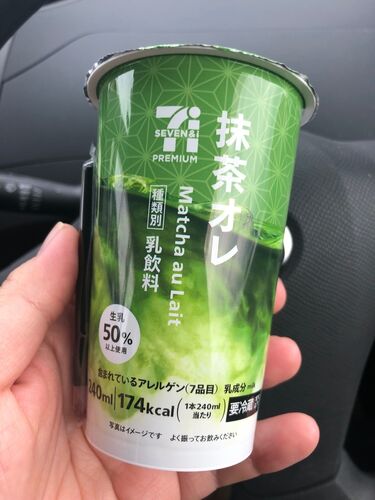 7i
SEVEN&i
PREMIUM
抹茶オレ
Matcha au Lait
種類別 乳飲料
生乳
50%
以上使用
含まれているアレルゲン(7品目) 乳成分 milk
240ml 174kcal (1本240ml当たり) 要冷蔵
写真はイメージです よく振ってお飲みください